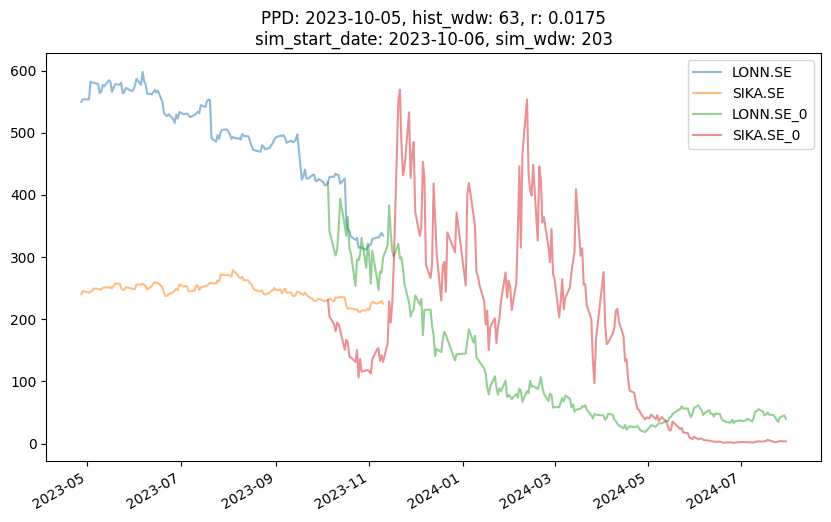 PPD: 2023-10-05, hist_wdw: 63, r: 0.0175
sim_start_date: 2023-10-06, sim_wdw: 203
LONN.SE
SIKA.SE
LONN.SE_0
SIKA.SE_0
600
500
400
300
200
100
0
2023-05
2023-07
2023-09
2023-11
2024-01
2024-03
2024-05
2024-07